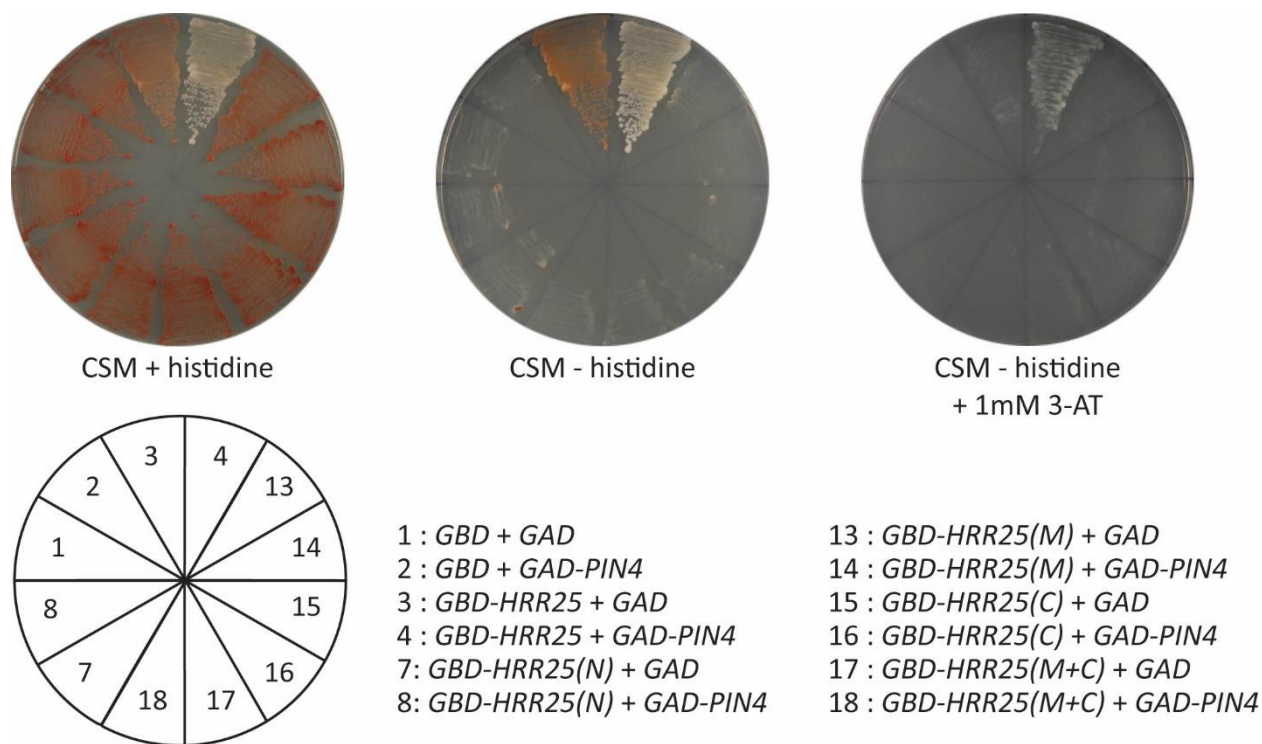 CSM + histidine
CSM - histidine
CSM - histidine
+ 1mM 3-AT
3
4
2
13
1
14
8
15
7
16
18
17
1 : GBD + GAD
2 : GBD + GAD-PIN4
3 : GBD-HRR25 + GAD
4 : GBD-HRR25 + GAD-PIN4
7: GBD-HRR25(N) + GAD
8: GBD-HRR25(N) + GAD-PIN4
13 : GBD-HRR25(M) + GAD
14 : GBD-HRR25(M) + GAD-PIN4
15 : GBD-HRR25(C) + GAD
16 : GBD-HRR25(C) + GAD-PIN4
17 : GBD-HRR25(M+C) + GAD
18 : GBD-HRR25(M+C) + GAD-PIN4